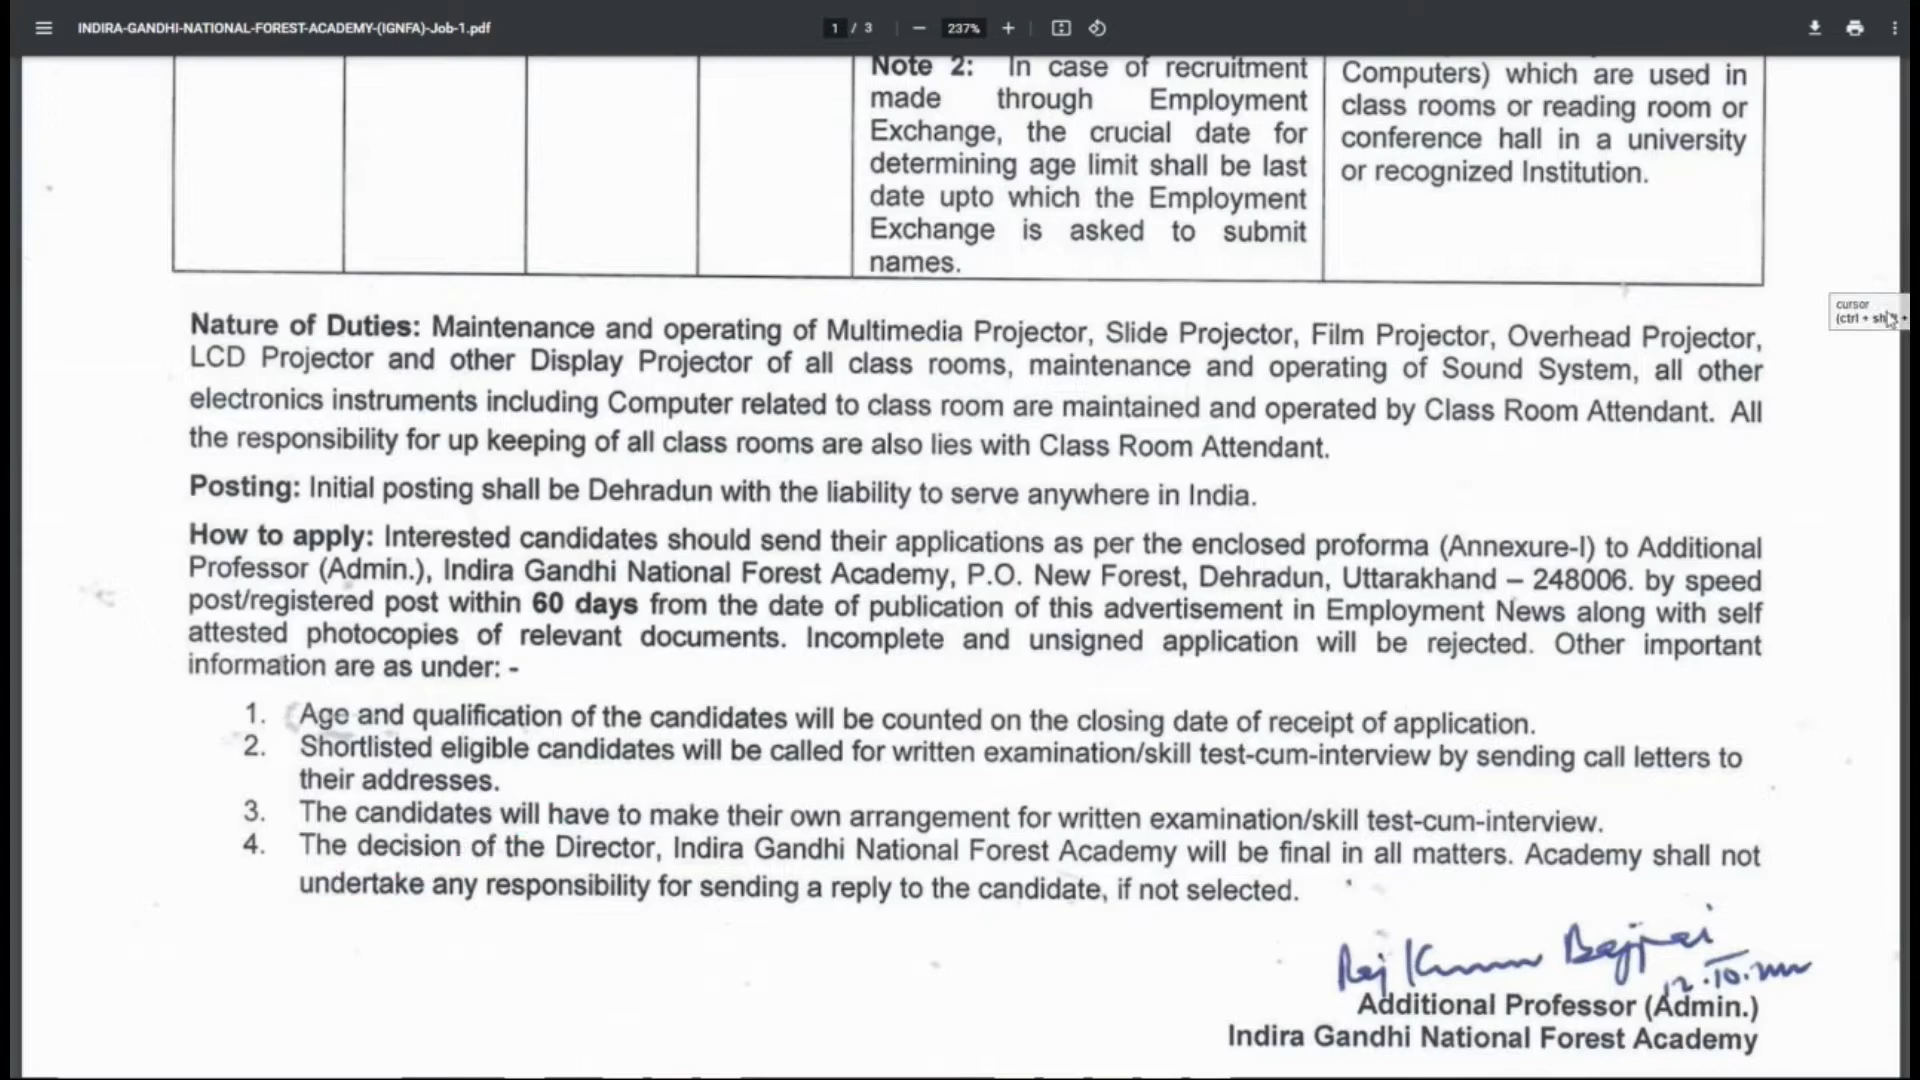 INDIRA-GANDHI-NATIONAL-FOREST-ACADEMY-(IGNFA)-Job-1.pdf
1 / 3
237%
Note 2: In case of recruitment
made through Employment
Exchange, the crucial date for
determining age limit shall be last
date upto which the Employment
Exchange is asked to submit
names.
Computers) which are used in
class rooms or reading room or
conference hall in a university
or recognized Institution.
cursor
(ctrl + shift +
Nature of Duties: Maintenance and operating of Multimedia Projector, Slide Projector, Film Projector, Overhead Projector,
LCD Projector and other Display Projector of all class rooms, maintenance and operating of Sound System, all other
electronics instruments including Computer related to class room are maintained and operated by Class Room Attendant. All
the responsibility for up keeping of all class rooms are also lies with Class Room Attendant.
Posting: Initial posting shall be Dehradun with the liability to serve anywhere in India.
How to apply: Interested candidates should send their applications as per the enclosed proforma (Annexure-I) to Additional
Professor (Admin.), Indira Gandhi National Forest Academy, P.O. New Forest, Dehradun, Uttarakhand – 248006. by speed
post/registered post within 60 days from the date of publication of this advertisement in Employment News along with self
attested photocopies of relevant documents. Incomplete and unsigned application will be rejected. Other important
information are as under: -
1. Age and qualification of the candidates will be counted on the closing date of receipt of application.
2. Shortlisted eligible candidates will be called for written examination/skill test-cum-interview by sending call letters to
their addresses.
3. The candidates will have to make their own arrangement for written examination/skill test-cum-interview.
4. The decision of the Director, Indira Gandhi National Forest Academy will be final in all matters. Academy shall not
undertake any responsibility for sending a reply to the candidate, if not selected.
Raj Kumar Bajpai
Additional Professor (Admin.)
Indira Gandhi National Forest Academy